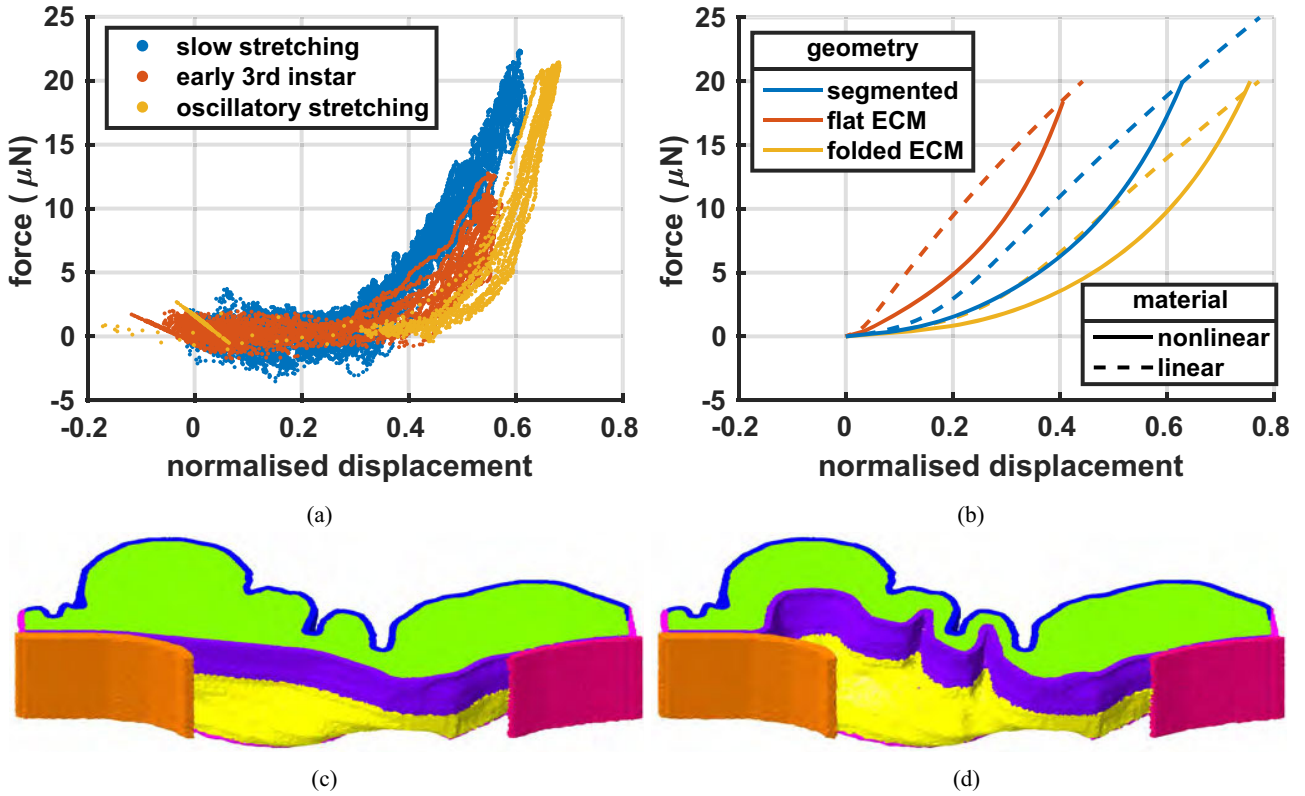 25
20
15
10
5
0
-5
force ( μN)
slow stretching
early 3rd instar
oscillatory stretching
-0.2 0 0.2 0.4 0.6 0.8
normalised displacement
(a)
25
20
15
10
5
0
-5
force ( μN)
geometry
segmented
flat ECM
folded ECM
material
nonlinear
linear
-0.2 0 0.2 0.4 0.6 0.8
normalised displacement
(b)
(c)
(d)